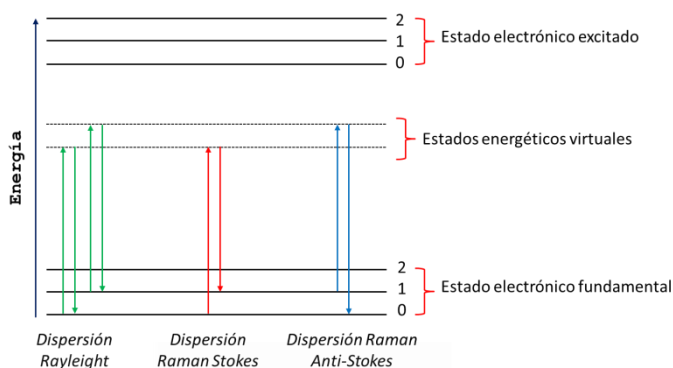 2
1
Estado electrónico excitado
0
Energía
Estados energéticos virtuales
2
1
Estado electrónico fundamental
0
Dispersión
Rayleight
Dispersión
Raman Stokes
Dispersión Raman
Anti-Stokes